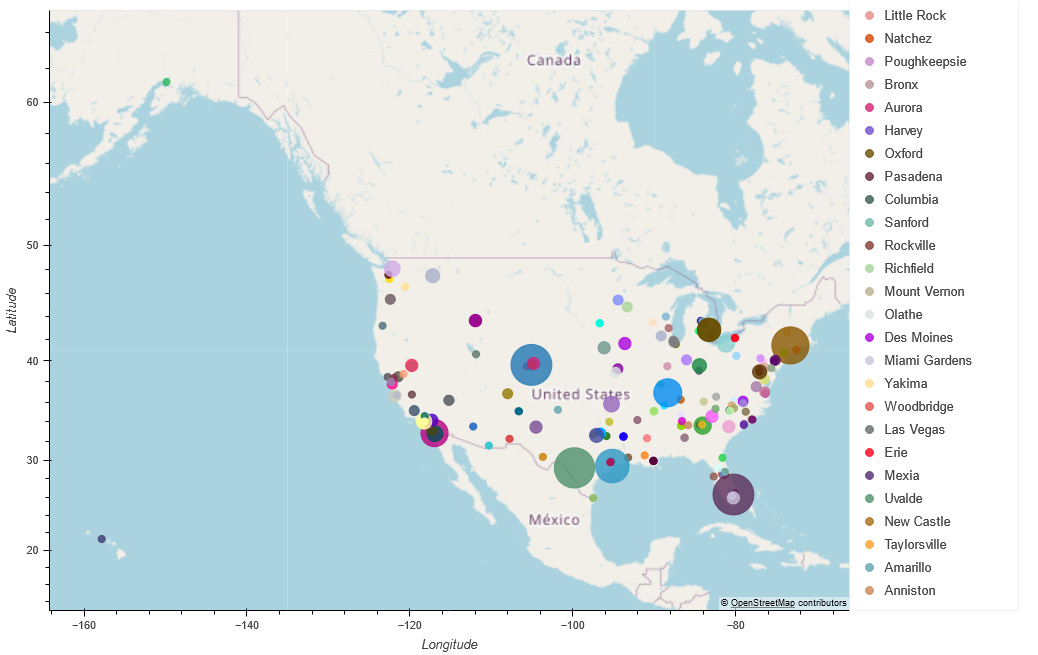 Canada
United States
México
© OpenStreetMap contributors
60
50
40
30
20
Latitude
−160
−140
−120
−100
−80
Longitude
Little Rock
Natchez
Poughkeepsie
Bronx
Aurora
Harvey
Oxford
Pasadena
Columbia
Sanford
Rockville
Richfield
Mount Vernon
Olathe
Des Moines
Miami Gardens
Yakima
Woodbridge
Las Vegas
Erie
Mexia
Uvalde
New Castle
Taylorsville
Amarillo
Anniston